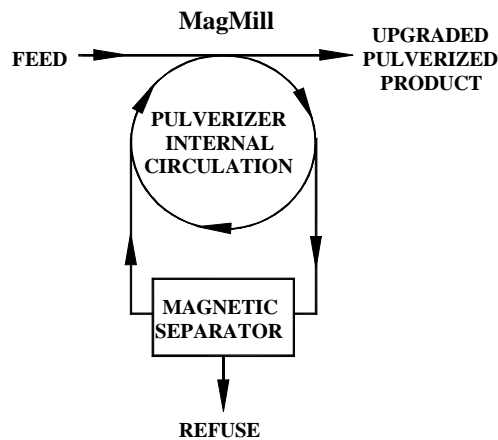 MagMill
FEED
UPGRADED
PULVERIZED
PRODUCT
PULVERIZER
INTERNAL
CIRCULATION
MAGNETIC
SEPARATOR
REFUSE